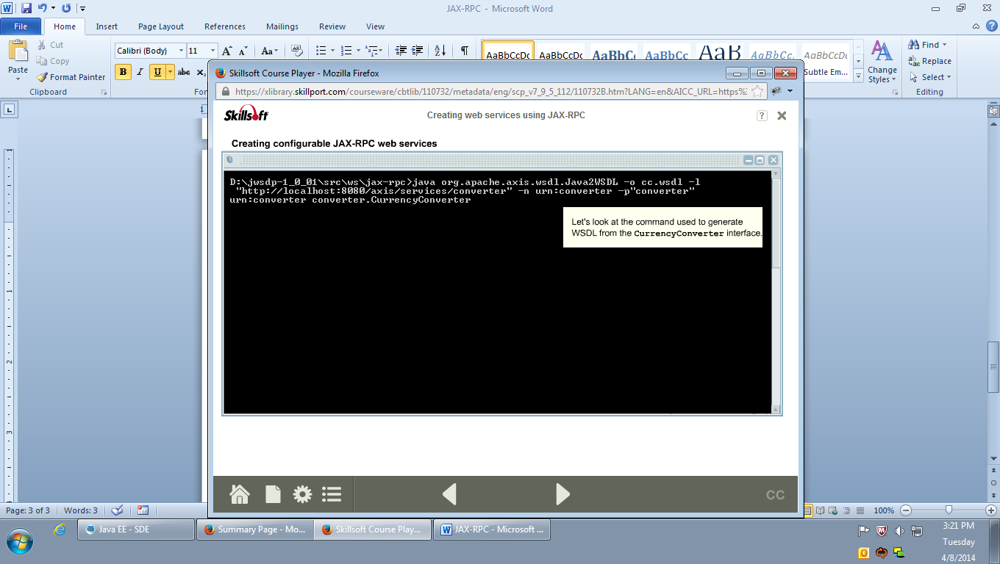 JAX-RPC - Microsoft Word
File Home Insert Page Layout References Mailings Review View
Paste
Cut
Copy
Format Painter
Clipboard
Calibri (Body) 11
B I U abc
AaBbCcDc AaBbCcDc AaBbCc AaBbCc AaBb AaBbCc. AaBbCcDc
Subtle Em...
Change
Styles
Find
Replace
Select
Editing
Skillsoft Course Player - Mozilla Firefox
https://xlibrary.skillport.com/courseware/cbtlib/110732/metadata/eng/scp_v7_9_5_112/110732B.htm?LANG=en&AICC_URL=https%3
Skillsoft
Creating web services using JAX-RPC
?
Creating configurable JAX-RPC web services
D:\jwsdp-1_0_01\src\ws\jax-rpc>java org.apache.axis.wsdl.Java2WSDL -o cc.wsdl -l
"http://localhost:8080/axis/services/converter" -n urn:converter -p"converter"
urn:converter converter.CurrencyConverter
Let's look at the command used to generate
WSDL from the CurrencyConverter interface.
CC
Page: 3 of 3 Words: 3
100%
Java EE - SDE
Summary Page - Mo...
Skillsoft Course Play...
JAX-RPC - Microsoft ...
3:21 PM
Tuesday
4/8/2014